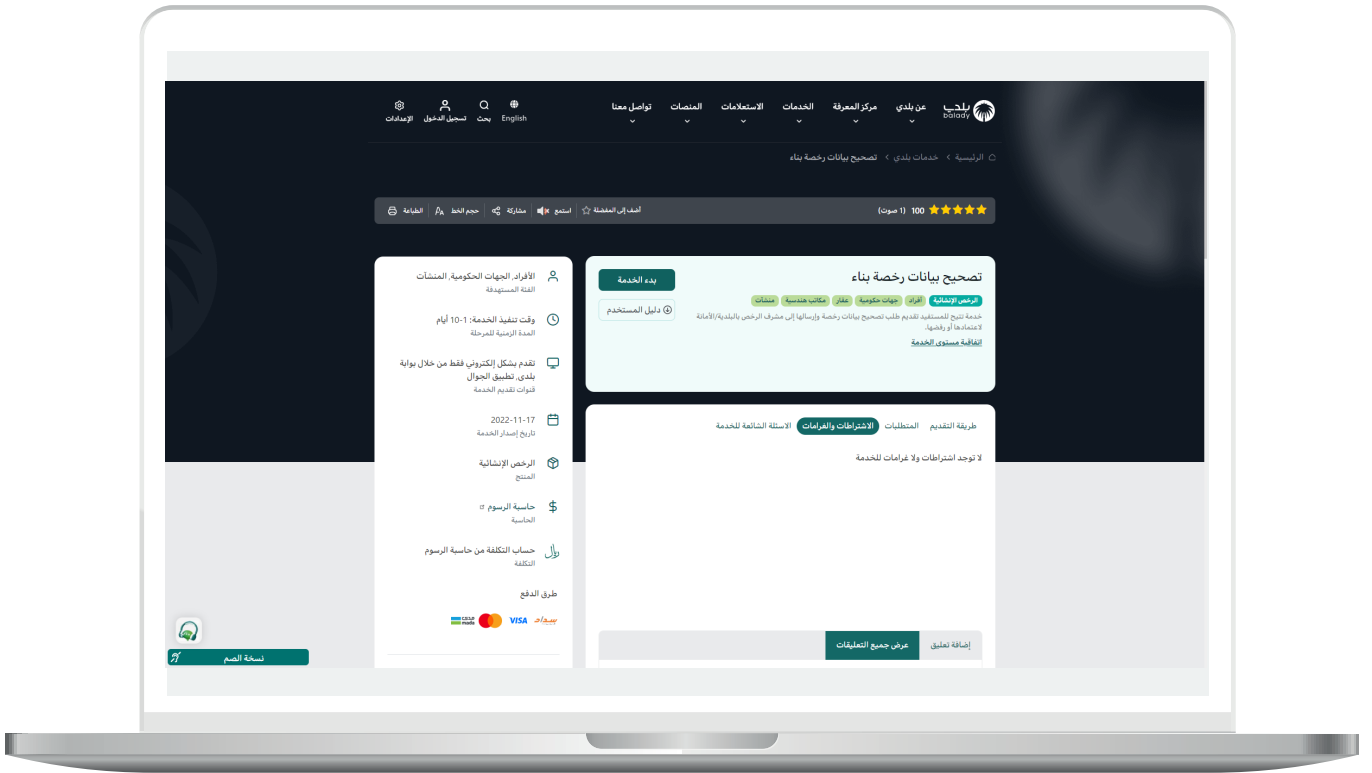 بلدي
balady
عن بلدي
مركز المعرفة
الخدمات
الاستعلامات
المنصات
تواصل معنا
English
بحث
تسجيل الدخول
الإعدادات
الرئيسية > خدمات بلدي > تصحيح بيانات رخصة بناء
100 (1 صوت)
أضف إلى المفضلة
استمع
مشاركة
حجم الخط
الطباعة
تصحيح بيانات رخصة بناء
بدء الخدمة
الرخص الإنشائية
أفراد
جهات حكومية
عقار
مكاتب هندسية
منشآت
دليل المستخدم
خدمة تتيح للمستفيد تقديم طلب تصحيح بيانات رخصة وإرسالها إلى مشرف الرخص بالبلدية/الأمانة
لاعتمادها أو رفضها.
اتفاقية مستوى الخدمة
طريقة التقديم
المتطلبات
الاشتراطات والغرامات
الاسئلة الشائعة للخدمة
لا توجد اشتراطات ولا غرامات للخدمة
إضافة تعليق
عرض جميع التعليقات
الأفراد, الجهات الحكومية, المنشآت
الفئة المستهدفة
وقت تنفيذ الخدمة: 1-10 أيام
المدة الزمنية للمرحلة
تقدم بشكل إلكتروني فقط من خلال بوابة
بلدي, تطبيق الجوال
قنوات تقديم الخدمة
2022-11-17
تاريخ إصدار الخدمة
الرخص الإنشائية
المنتج
حاسبة الرسوم
الحاسبة
حساب التكلفة من حاسبة الرسوم
التكلفة
طرق الدفع
سداد
VISA
مدى
mada
نسخة الصم